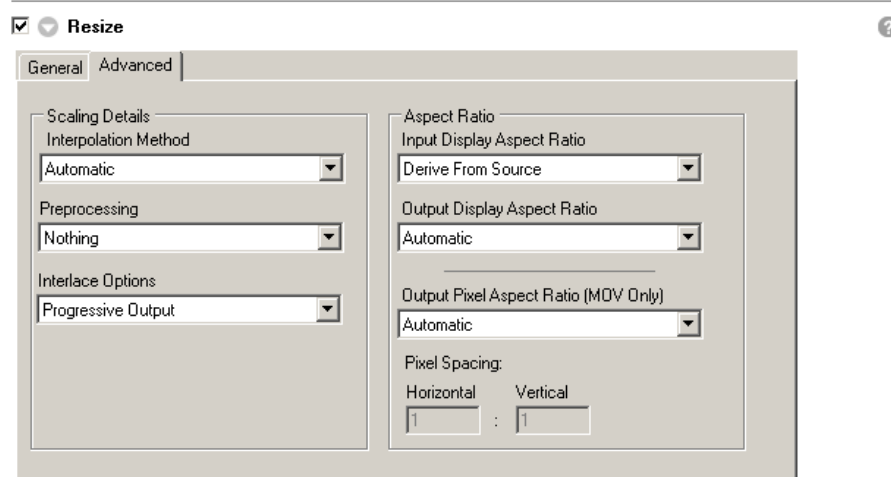 Resize
General Advanced
Scaling Details
Interpolation Method
Automatic
Preprocessing
Nothing
Interlace Options
Progressive Output
Aspect Ratio
Input Display Aspect Ratio
Derive From Source
Output Display Aspect Ratio
Automatic
Output Pixel Aspect Ratio (MOV Only)
Automatic
Pixel Spacing:
Horizontal Vertical
1 : 1